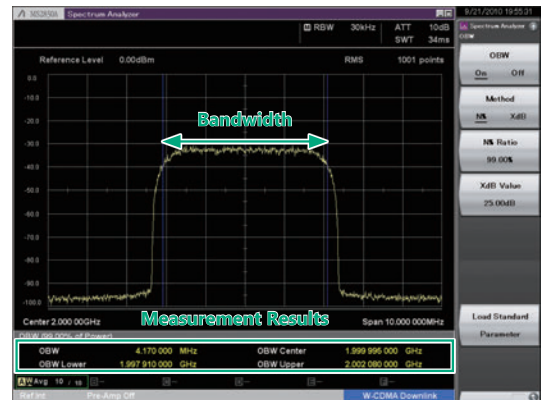 MS2850A Spectrum Analyzer
9/21/2010 19:55:31
RBW 30kHz ATT 10dB
SWT 34ms
Reference Level 0.00dBm RMS 1001 points
Spectrum Analyzer
OBW
OBW
On Off
Method
N% XdB
N% Ratio
99.00%
XdB Value
25.00dB
Load Standard
Parameter
0.0
-10.0
-20.0
-30.0
-40.0
-50.0
-60.0
-70.0
-80.0
-90.0
-100.0
Bandwidth
Measurement Results
Center 2.000 00GHz Span 10.000 000MHz
OBW (99.00% of Power)
OBW 4.170 000 MHz OBW Center 1.999 995 000 GHz
OBW Lower 1.997 910 000 GHz OBW Upper 2.002 080 000 GHz
Avg 10 / 10
Ref.Int Pre-Amp Off W-CDMA Downlink